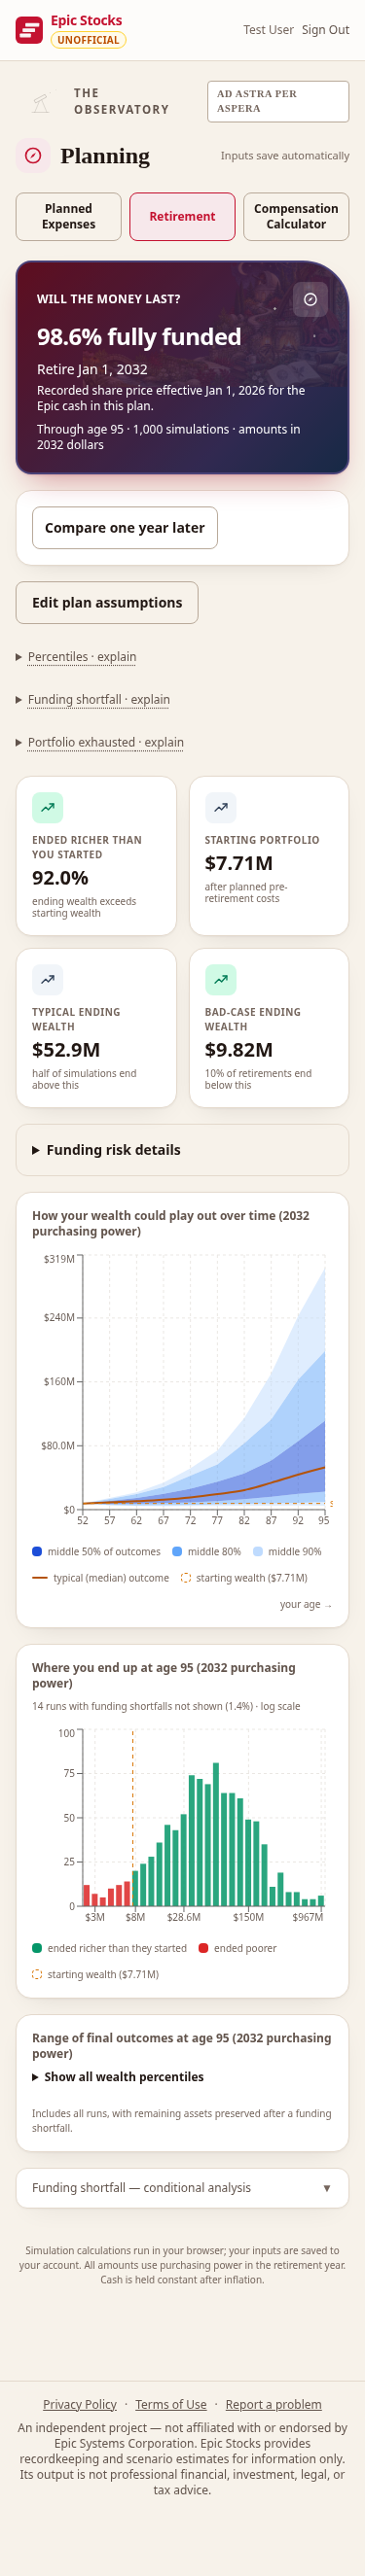 Epic Stocks
UNOFFICIAL
Test User Sign Out
THE
OBSERVATORY
AD ASTRA PER
ASPERA
Planning
Inputs save automatically
Planned
Expenses
Retirement
Compensation
Calculator
WILL THE MONEY LAST?
98.6% fully funded
Retire Jan 1, 2032
Recorded share price effective Jan 1, 2026 for the
Epic cash in this plan.
Through age 95 · 1,000 simulations · amounts in
2032 dollars
Compare one year later
Edit plan assumptions
▶ Percentiles · explain
▶ Funding shortfall · explain
▶ Portfolio exhausted · explain
ENDED RICHER THAN
YOU STARTED
92.0%
ending wealth exceeds
starting wealth
STARTING PORTFOLIO
$7.71M
after planned pre-
retirement costs
TYPICAL ENDING
WEALTH
$52.9M
half of simulations end
above this
BAD-CASE ENDING
WEALTH
$9.82M
10% of retirements end
below this
▶ Funding risk details
How your wealth could play out over time (2032
purchasing power)
$319M
$240M
$160M
$80.0M
$0
52 57 62 67 72 77 82 87 92 95
middle 50% of outcomes middle 80% middle 90%
typical (median) outcome starting wealth ($7.71M)
your age →
Where you end up at age 95 (2032 purchasing
power)
14 runs with funding shortfalls not shown (1.4%) · log scale
100
75
50
25
0
$3M $8M $28.6M $150M $967M
ended richer than they started ended poorer
starting wealth ($7.71M)
Range of final outcomes at age 95 (2032 purchasing
power)
▶ Show all wealth percentiles
Includes all runs, with remaining assets preserved after a funding
shortfall.
Funding shortfall — conditional analysis ▼
Simulation calculations run in your browser; your inputs are saved to
your account. All amounts use purchasing power in the retirement year.
Cash is held constant after inflation.
Privacy Policy · Terms of Use · Report a problem
An independent project — not affiliated with or endorsed by
Epic Systems Corporation. Epic Stocks provides
recordkeeping and scenario estimates for information only.
Its output is not professional financial, investment, legal, or
tax advice.